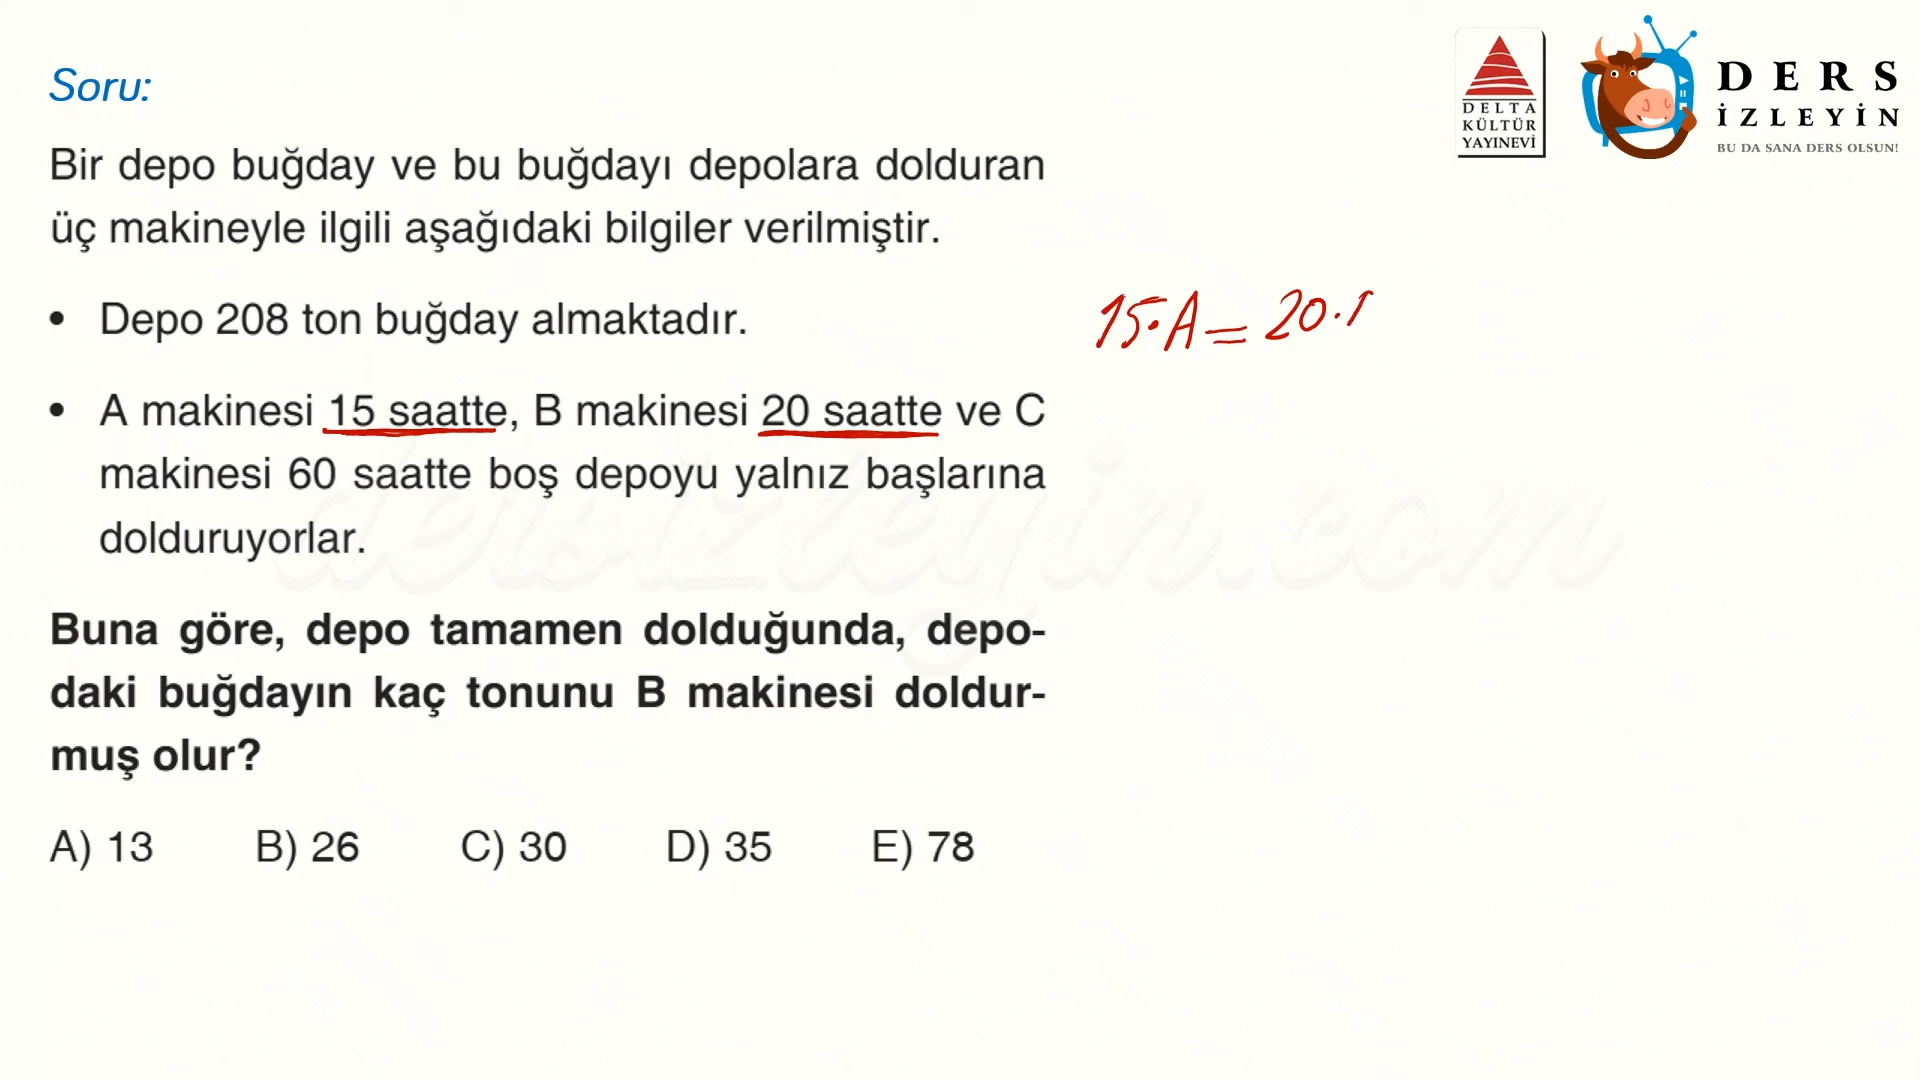 Soru:
DELTA
KÜLTÜR
YAYINEVİ
DERS
İZLEYİN
BU DA SANA DERS OLSUN!
Bir depo buğday ve bu buğdayı depolara dolduran
üç makineyle ilgili aşağıdaki bilgiler verilmiştir.
• Depo 208 ton buğday almaktadır.
15·A = 20·
• A makinesi 15 saatte, B makinesi 20 saatte ve C
makinesi 60 saatte boş depoyu yalnız başlarına
dolduruyorlar.
dersizleyin.com
Buna göre, depo tamamen dolduğunda, depo-
daki buğdayın kaç tonunu B makinesi doldur-
muş olur?
A) 13 B) 26 C) 30 D) 35 E) 78